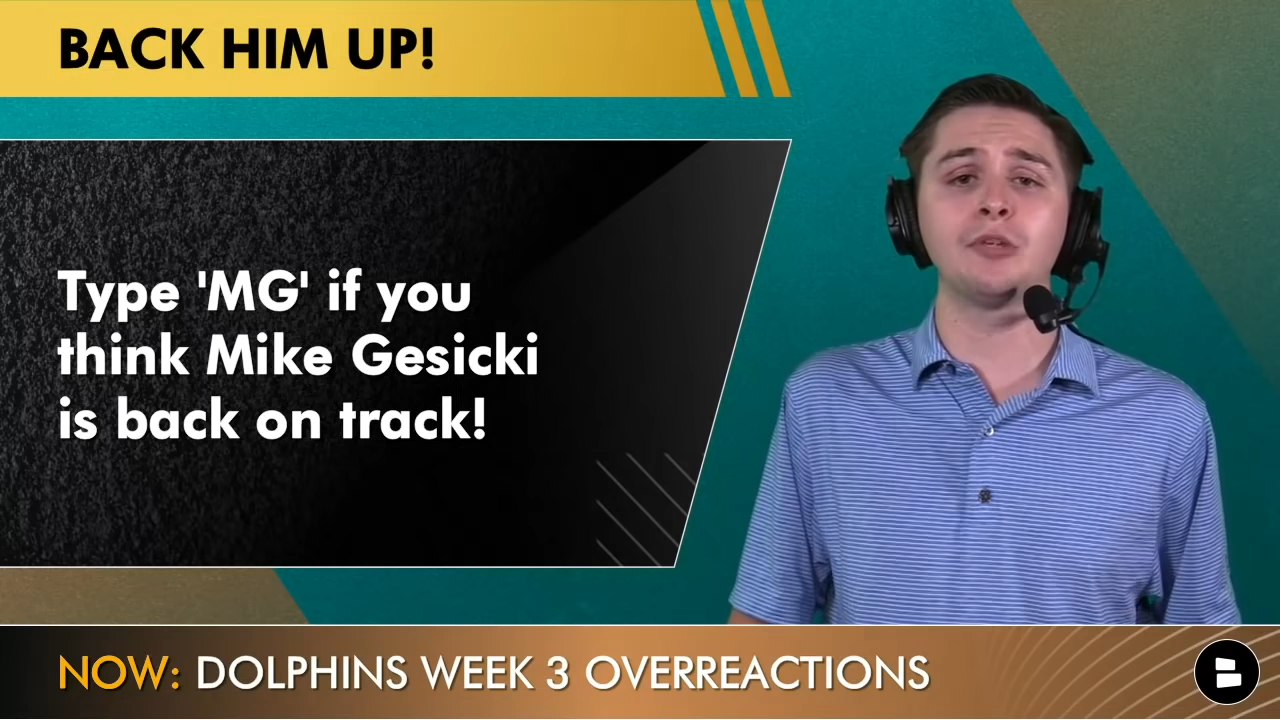 BACK HIM UP!
Type 'MG' if you
think Mike Gesicki
is back on track!
NOW: DOLPHINS WEEK 3 OVERREACTIONS